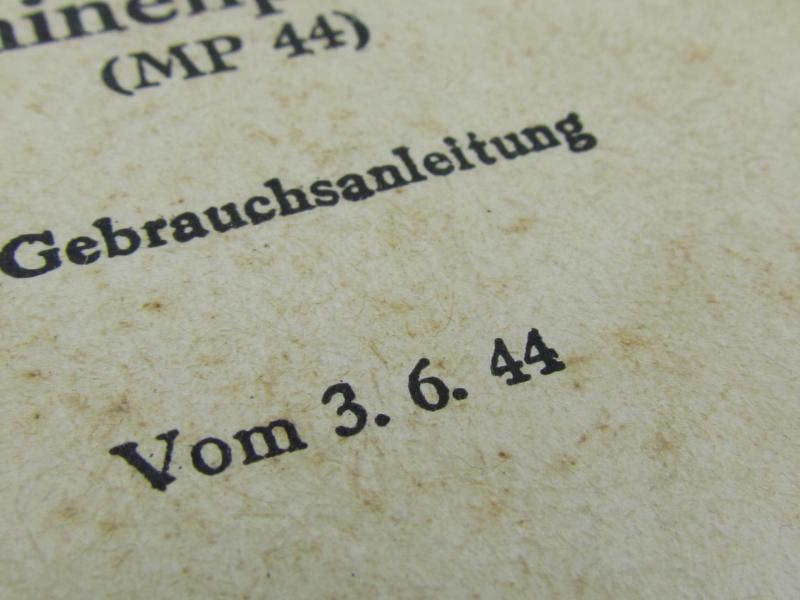 (MP 44)
Gebrauchsanleitung
Vom 3. 6. 44